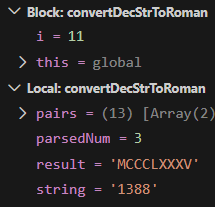 Block: convertDecStrToRoman
i = 11
this = global
Local: convertDecStrToRoman
pairs = (13) [Array(2)
parsedNum = 3
result = 'MCCCLXXXV'
string = '1388'